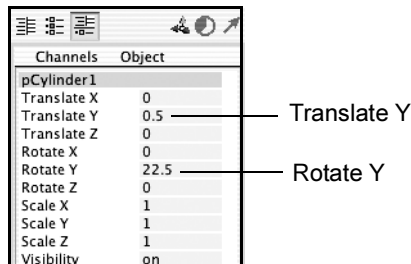 Channels Object
pCylinder1
Translate X 0
Translate Y 0.5
Translate Z 0
Rotate X 0
Rotate Y 22.5
Rotate Z 0
Scale X 1
Scale Y 1
Scale Z 1
Visibility on
Translate Y
Rotate Y